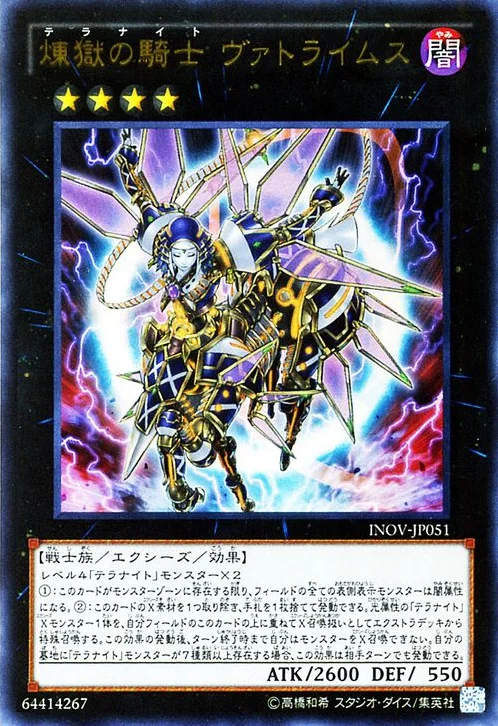 テラナイト
煉獄の騎士 ヴァトライムス
やみ
闇
INOV-JP051
【戦士族/エクシーズ/効果】
レベル4「テラナイト」モンスター×2
①:このカードがモンスターゾーンに存在する限り、フィールドの全ての表側表示モンスターは闇属性
になる。②:このカードのX素材を1つ取り除き、手札を1枚捨てて発動できる。光属性の「テラナイト」
Xモンスター1体を、自分フィールドのこのカードの上に重ねてX召喚扱いとしてエクストラデッキから
特殊召喚する。この効果の発動後、ターン終了時まで自分はモンスターをX召喚できない。自分の
墓地に「テラナイト」モンスターが7種類以上存在する場合、この効果は相手ターンでも発動できる。
ATK/2600 DEF/ 550
64414267
©高橋和希 スタジオ・ダイス/集英社